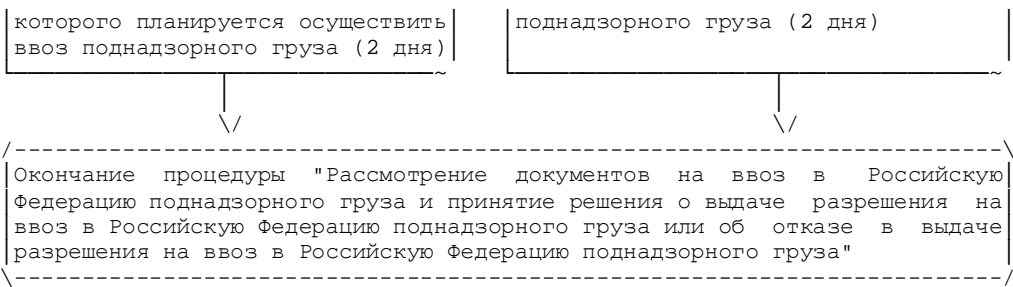 которого планируется осуществить
ввоз поднадзорного груза (2 дня)
поднадзорного груза (2 дня)
Окончание процедуры "Рассмотрение документов на ввоз в Российскую
Федерацию поднадзорного груза и принятие решения о выдаче разрешения на
ввоз в Российскую Федерацию поднадзорного груза или об отказе в выдаче
разрешения на ввоз в Российскую Федерацию поднадзорного груза"